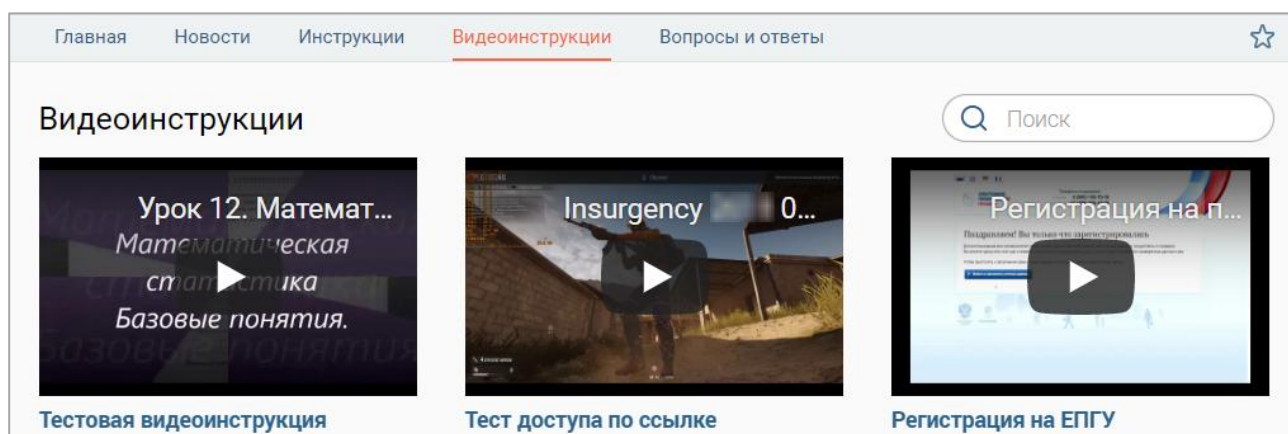 Главная Новости Инструкции Видеоинструкции Вопросы и ответы
Видеоинструкции
Поиск
Урок 12. Математ...
Математическая
статистика
Базовые понятия.
Insurgency 0...
Регистрация на п...
Поздравляем! Вы только что зарегистрировались
Тестовая видеоинструкция
Тест доступа по ссылке
Регистрация на ЕПГУ